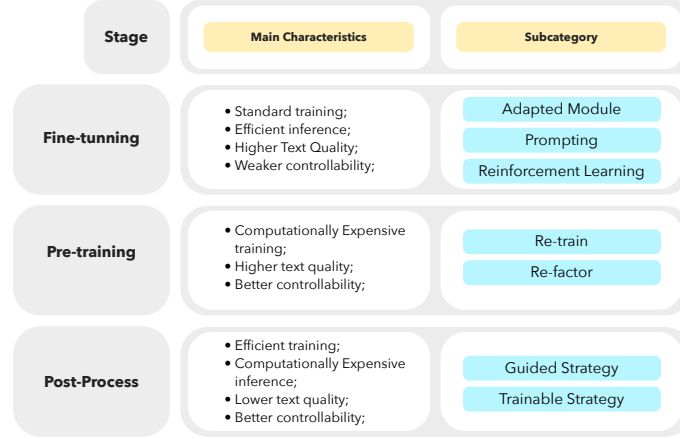 Stage
Main Characteristics
Subcategory
Fine-tunning
• Standard training;
• Efficient inference;
• Higher Text Quality;
• Weaker controllability;
Adapted Module
Prompting
Reinforcement Learning
Pre-training
• Computationally Expensive
training;
• Higher text quality;
• Better controllability;
Re-train
Re-factor
Post-Process
• Efficient training;
• Computationally Expensive
inference;
• Lower text quality;
• Better controllability;
Guided Strategy
Trainable Strategy